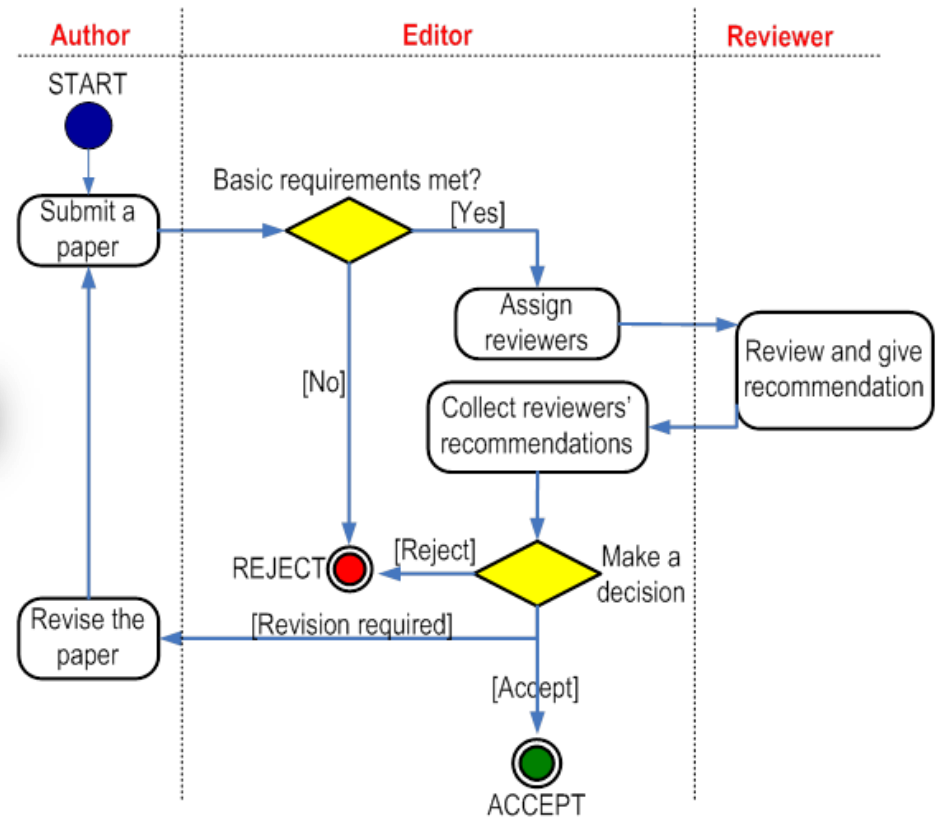 Author
Editor
Reviewer
START
Basic requirements met?
Submit a
paper
[Yes]
Assign
reviewers
Review and give
recommendation
[No]
Collect reviewers’
recommendations
REJECT
[Reject]
Make a
decision
Revise the
paper
[Revision required]
[Accept]
ACCEPT